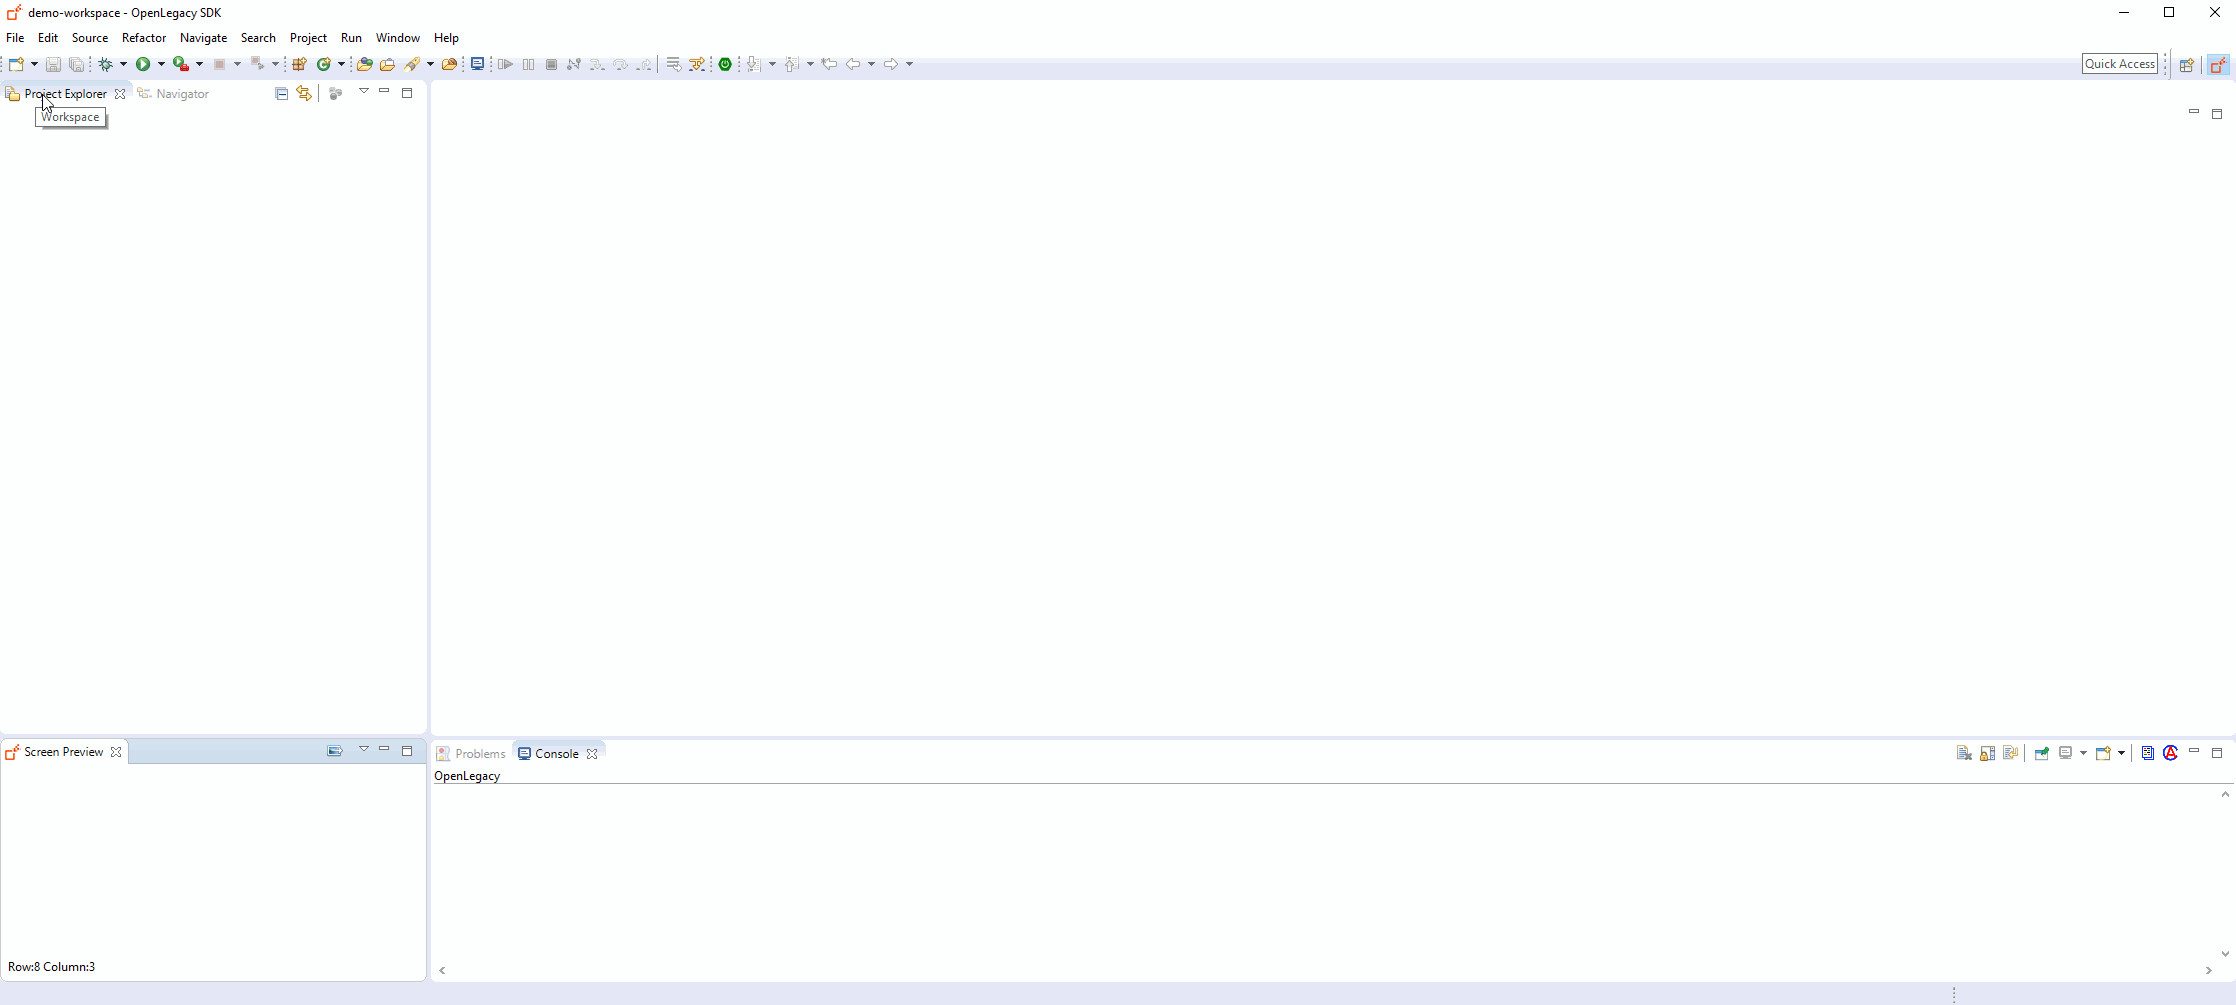 demo-workspace - OpenLegacy SDK
File Edit Source Refactor Navigate Search Project Run Window Help
Quick Access
Project Explorer Navigator
Workspace
Screen Preview
Row:8 Column:3
Problems Console
OpenLegacy